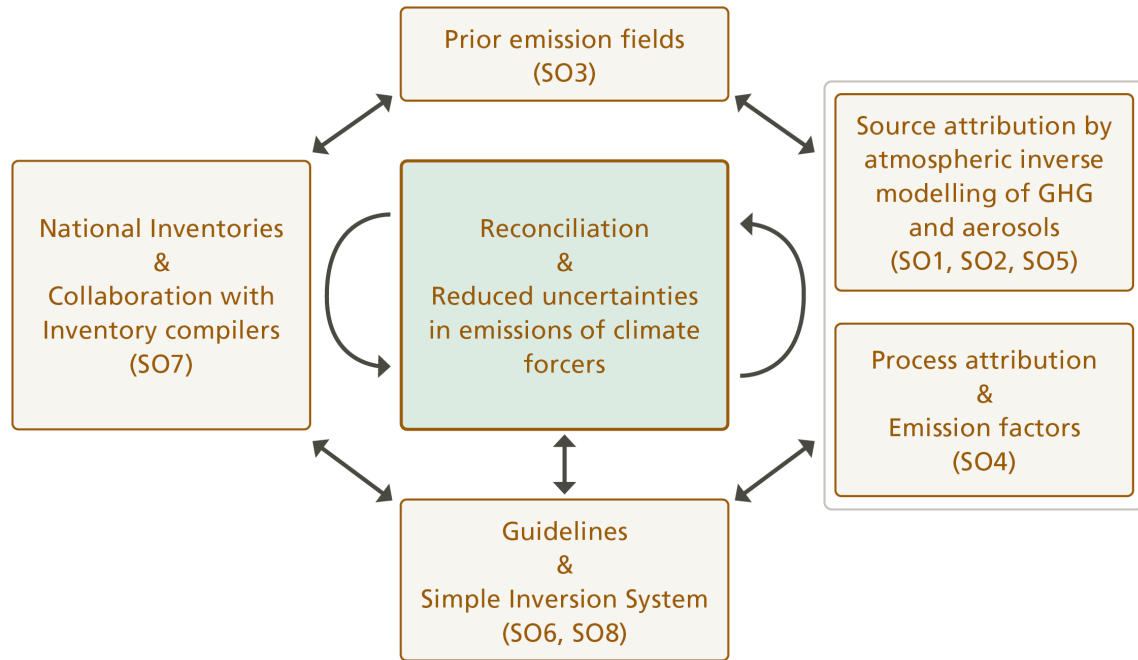 Prior emission fields
(SO3)
Source attribution by
atmospheric inverse
modelling of GHG
and aerosols
(SO1, SO2, SO5)
National Inventories
&
Collaboration with
Inventory compilers
(SO7)
Reconciliation
&
Reduced uncertainties
in emissions of climate
forcers
Process attribution
&
Emission factors
(SO4)
Guidelines
&
Simple Inversion System
(SO6, SO8)